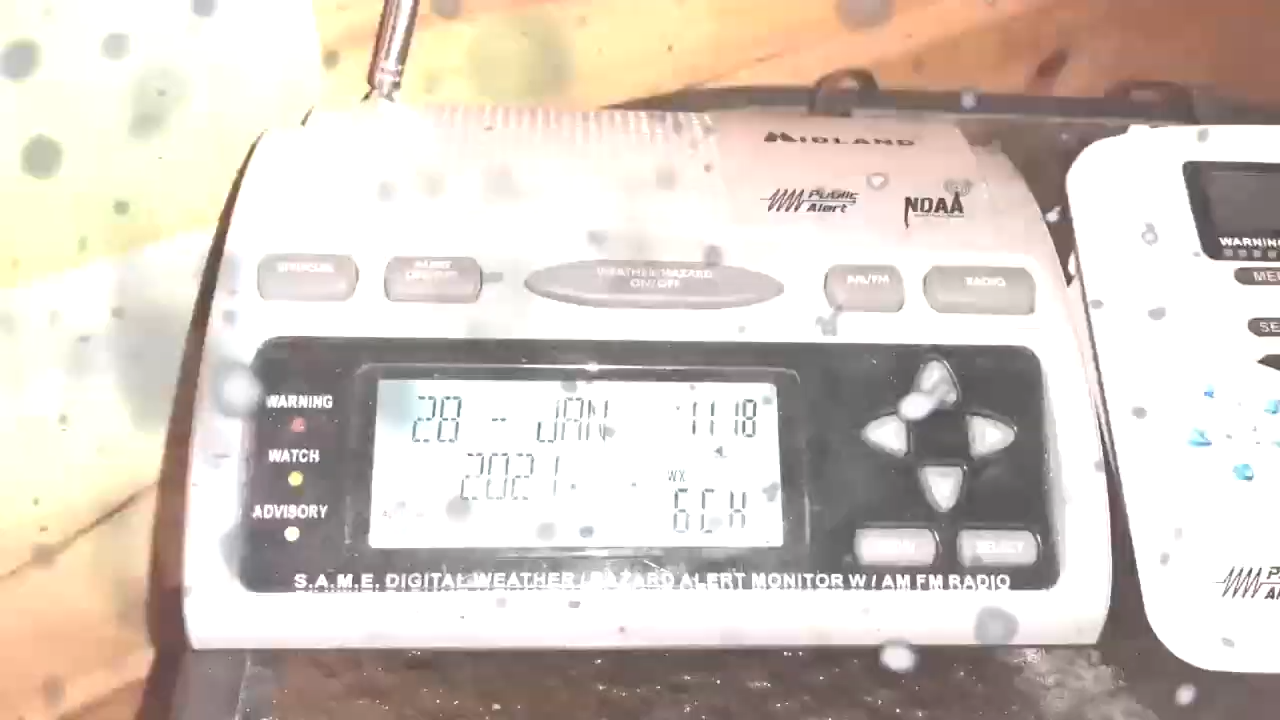 MIDLAND
Public
Alert
NOAA
WEATHER/HAZARD
ON/OFF
AM/FM
RADIO
WARNING
WATCH
ADVISORY
28 - JAN 11 18
2021
WX
6CH
SELECT
S.A.M.E. DIGITAL WEATHER / HAZARD ALERT MONITOR W / AM FM RADIO